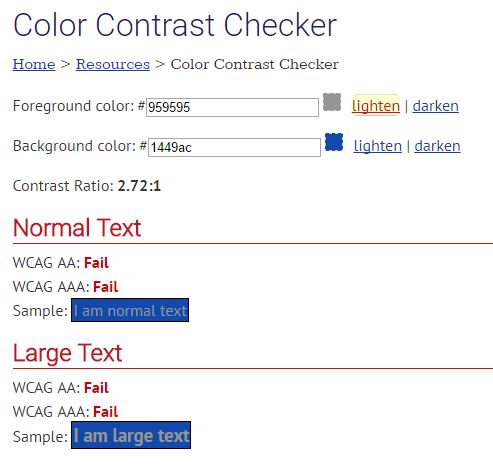 Color Contrast Checker
Home > Resources > Color Contrast Checker
Foreground color: #959595 lighten | darken
Background color: #1449ac lighten | darken
Contrast Ratio: 2.72:1
Normal Text
WCAG AA: Fail
WCAG AAA: Fail
Sample: I am normal text
Large Text
WCAG AA: Fail
WCAG AAA: Fail
Sample: I am large text